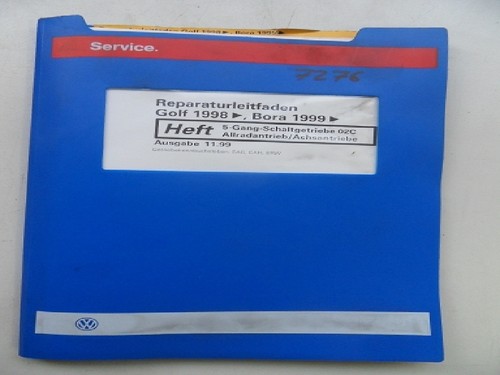 Golf 1998 ▶, Bora 1999 ▶
Service.
7276
Reparaturleitfaden
Golf 1998 ▶, Bora 1999 ▶
Heft 5-Gang-Schaltgetriebe 02C
Allradantrieb/Achsantriebe
Ausgabe 11.99